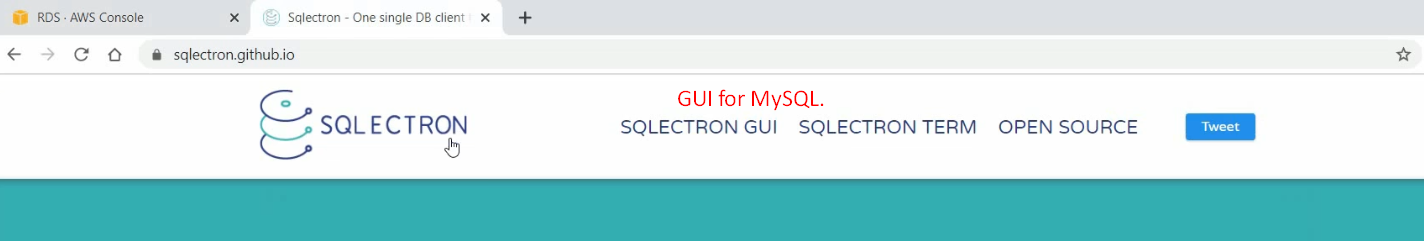 RDS · AWS Console
Sqlectron - One single DB client
sqlectron.github.io
GUI for MySQL.
SQLECTRON
SQLECTRON GUI
SQLECTRON TERM
OPEN SOURCE
Tweet